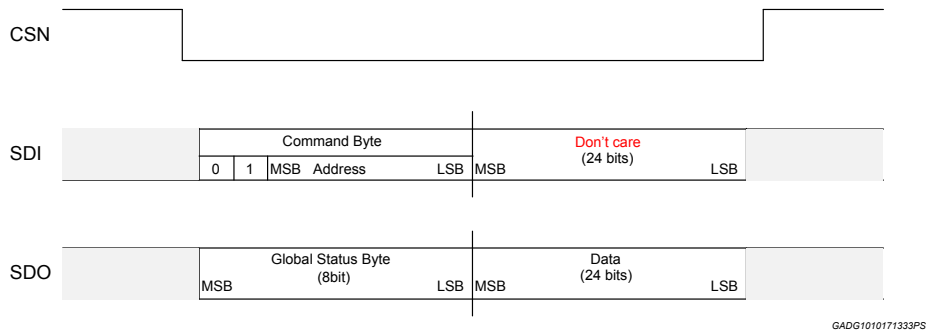 CSN
SDI
Command Byte
0 1 MSB Address LSB
Don't care
(24 bits)
MSB LSB
SDO
Global Status Byte
(8bit)
MSB LSB
Data
(24 bits)
MSB LSB
GADG1010171333PS